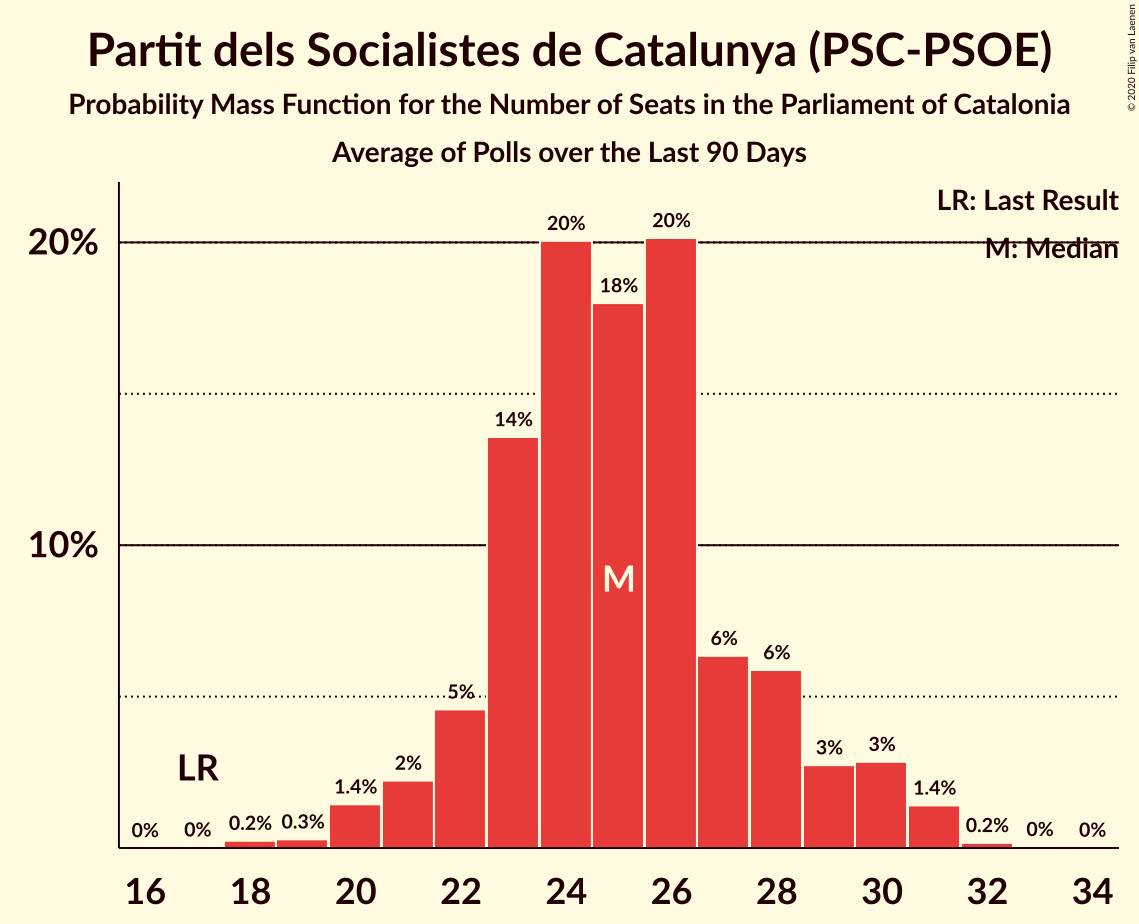 © 2020 Filip van Laenen
Partit dels Socialistes de Catalunya (PSC-PSOE)
Probability Mass Function for the Number of Seats in the Parliament of Catalonia
Average of Polls over the Last 90 Days
LR: Last Result
M: Median
20%
10%
0%
0%
0.2%
0.3%
1.4%
2%
5%
14%
20%
18%
20%
6%
6%
3%
3%
1.4%
0.2%
0%
0%
LR
M
16 18 20 22 24 26 28 30 32 34